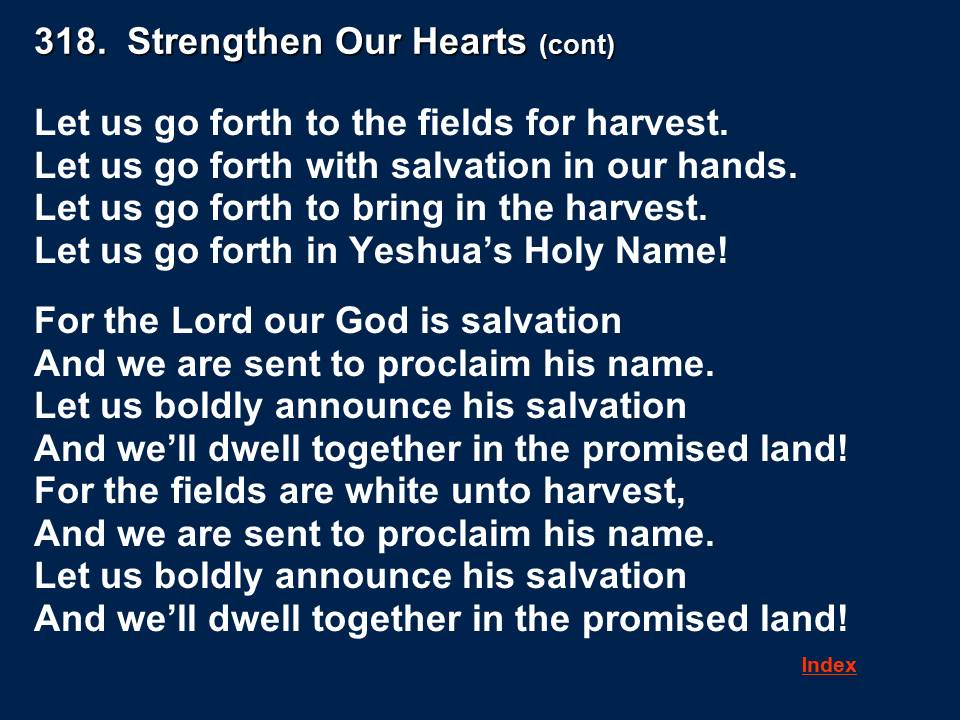 318.  Strengthen Our Hearts (cont)
Let us go forth to the fields for harvest.
Let us go forth with salvation in our hands.
Let us go forth to bring in the harvest.
Let us go forth in Yeshua’s Holy Name!
For the Lord our God is salvation
And we are sent to proclaim his name.
Let us boldly announce his salvation
And we’ll dwell together in the promised land!
For the fields are white unto harvest,
And we are sent to proclaim his name.
Let us boldly announce his salvation
And we’ll dwell together in the promised land!
Index